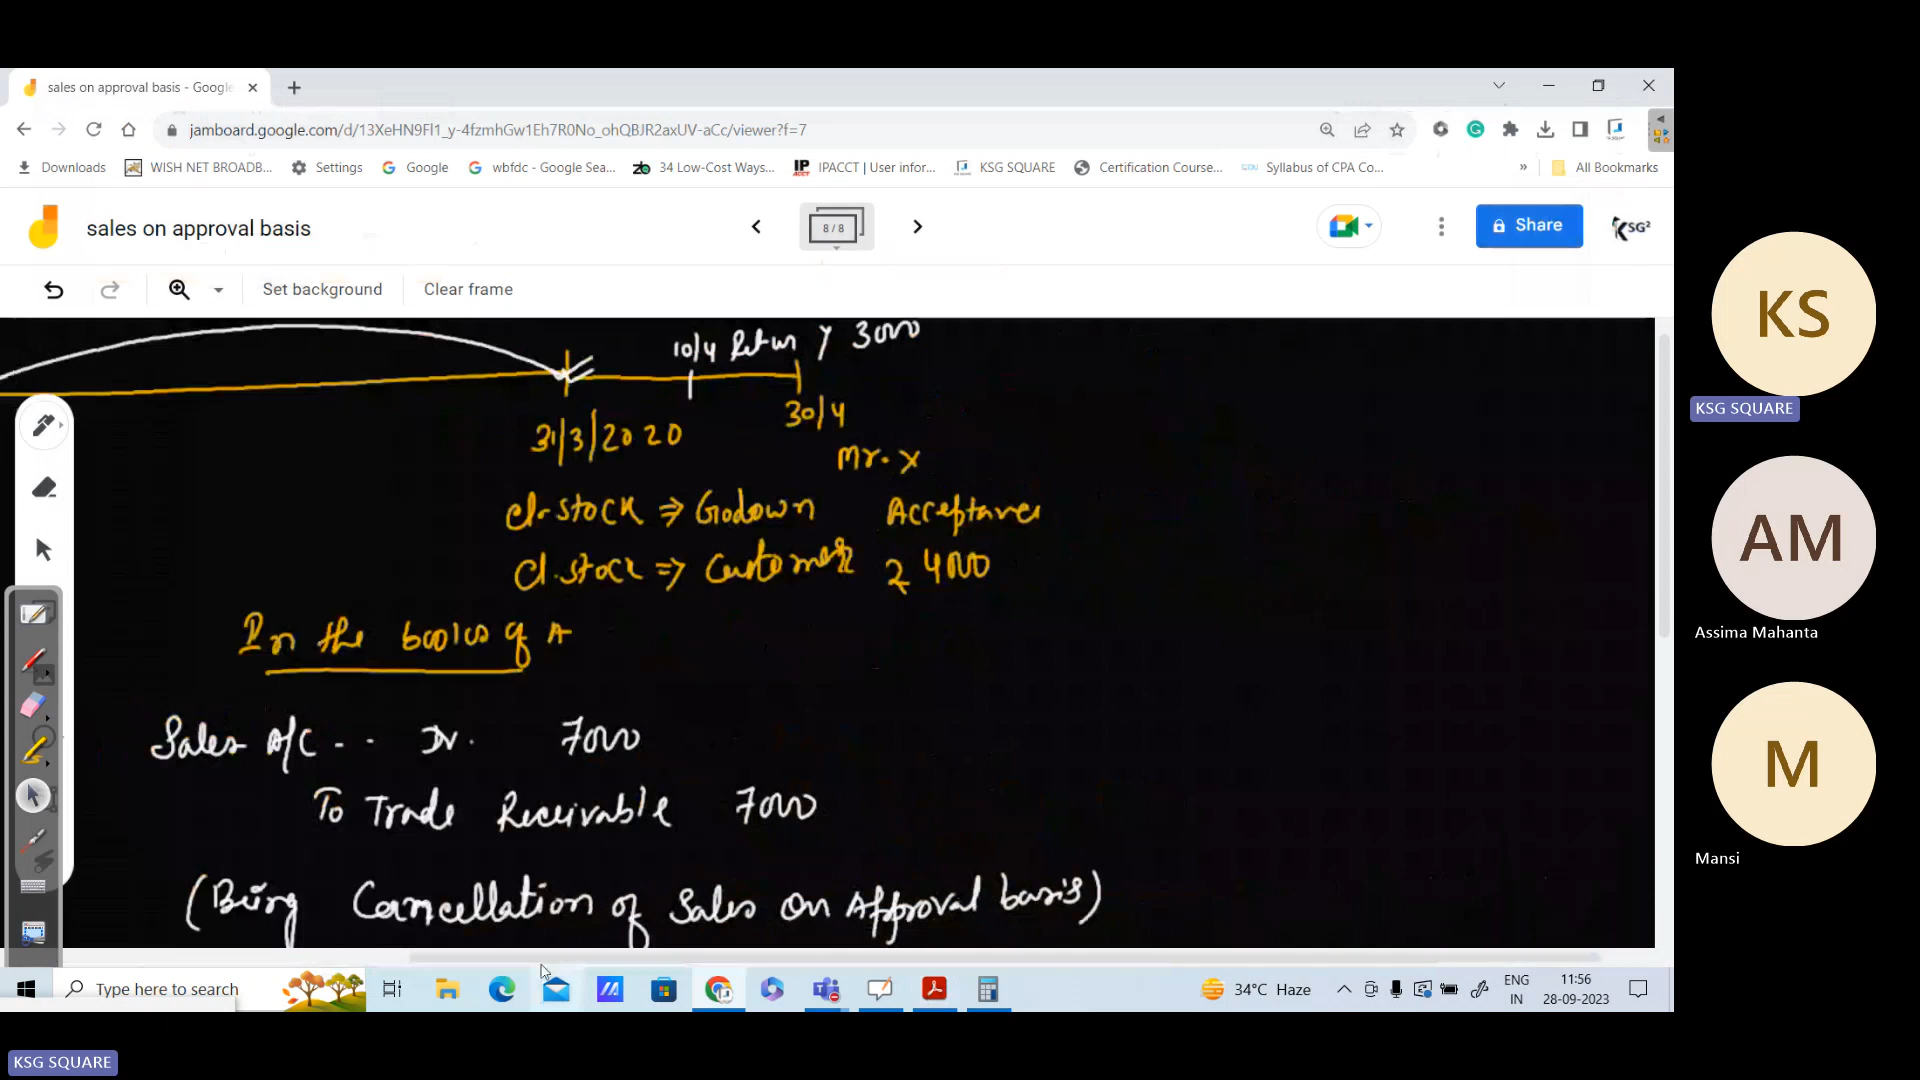 sales on approval basis - Google
jamboard.google.com/d/13XeHN9Fl1_y-4fzmhGw1Eh7R0No_ohQBJR2axUV-aCc/viewer?f=7
Downloads WISH NET BROADB... Settings Google wbfdc - Google Sea... 34 Low-Cost Ways... IPACCT | User infor... KSG SQUARE Certification Course... Syllabus of CPA Co... » All Bookmarks
sales on approval basis
8 / 8
Share
KSG²
Set background Clear frame
10/4 Return Y 3000
31/3/2020
30/4
Mr. X
Cl. Stock ⇒ Godown Acceptance
Cl. Stock ⇒ Customer 4000
In the books of A
Sales A/C - - Dr. 7000
To Trade Receivable 7000
(Being Cancellation of Sales on Approval basis)
KS
KSG SQUARE
AM
Assima Mahanta
M
Mansi
Type here to search
34°C Haze
ENG
IN
11:56
28-09-2023
KSG SQUARE